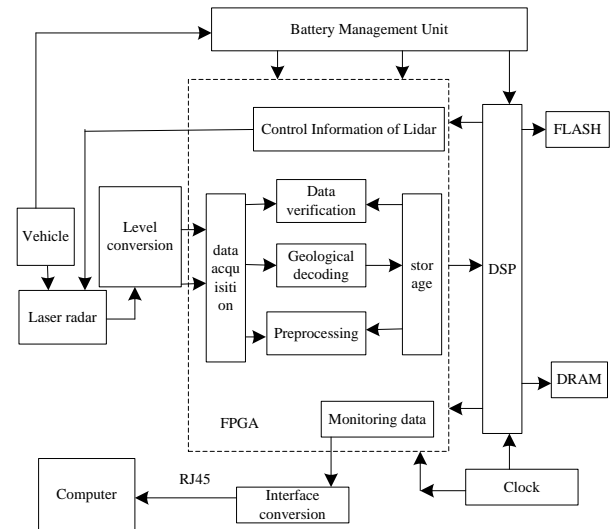 Battery Management Unit
Control Information of Lidar
FLASH
Data
verification
Level
conversion
Vehicle
data
acqu
isiti
on
Geological
decoding
stor
age
DSP
Laser radar
Preprocessing
DRAM
FPGA
Monitoring data
RJ45
Computer
Interface
conversion
Clock